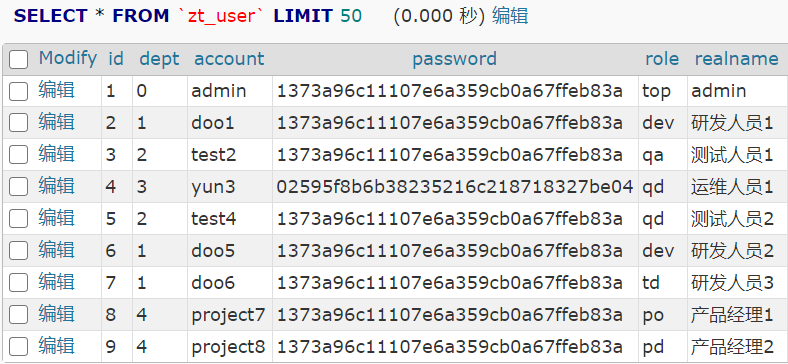 SELECT * FROM `zt_user` LIMIT 50 (0.000 秒) 编辑
Modify id dept account password role realname
编辑 1 0 admin 1373a96c11107e6a359cb0a67ffeb83a top admin
编辑 2 1 doo1 1373a96c11107e6a359cb0a67ffeb83a dev 研发人员1
编辑 3 2 test2 1373a96c11107e6a359cb0a67ffeb83a qa 测试人员1
编辑 4 3 yun3 02595f8b6b38235216c218718327be04 qd 运维人员1
编辑 5 2 test4 1373a96c11107e6a359cb0a67ffeb83a qd 测试人员2
编辑 6 1 doo5 1373a96c11107e6a359cb0a67ffeb83a dev 研发人员2
编辑 7 1 doo6 1373a96c11107e6a359cb0a67ffeb83a td 研发人员3
编辑 8 4 project7 1373a96c11107e6a359cb0a67ffeb83a po 产品经理1
编辑 9 4 project8 1373a96c11107e6a359cb0a67ffeb83a pd 产品经理2